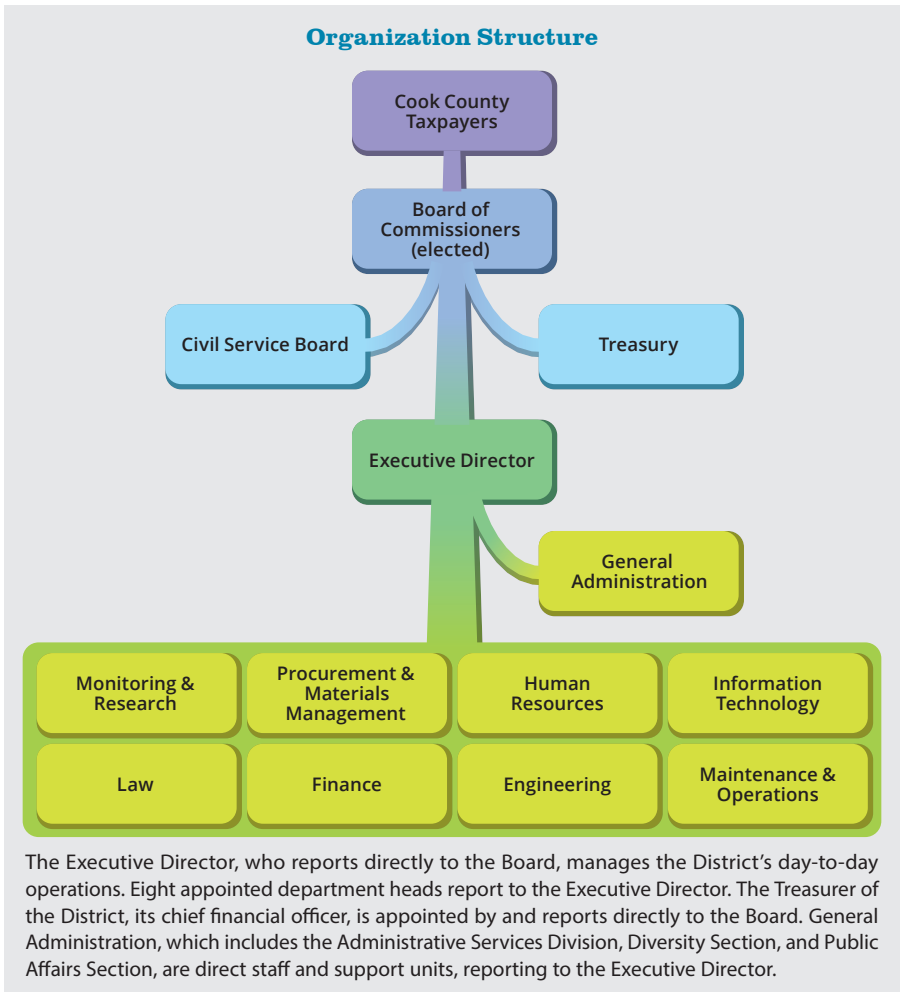 Organization Structure
Cook County
Taxpayers
Board of
Commissioners
(elected)
Civil Service Board
Treasury
Executive Director
General
Administration
Monitoring &
Research
Procurement &
Materials
Management
Human
Resources
Information
Technology
Law
Finance
Engineering
Maintenance &
Operations
The Executive Director, who reports directly to the Board, manages the District’s day-to-day
operations. Eight appointed department heads report to the Executive Director. The Treasurer of
the District, its chief financial officer, is appointed by and reports directly to the Board. General
Administration, which includes the Administrative Services Division, Diversity Section, and Public
Affairs Section, are direct staff and support units, reporting to the Executive Director.